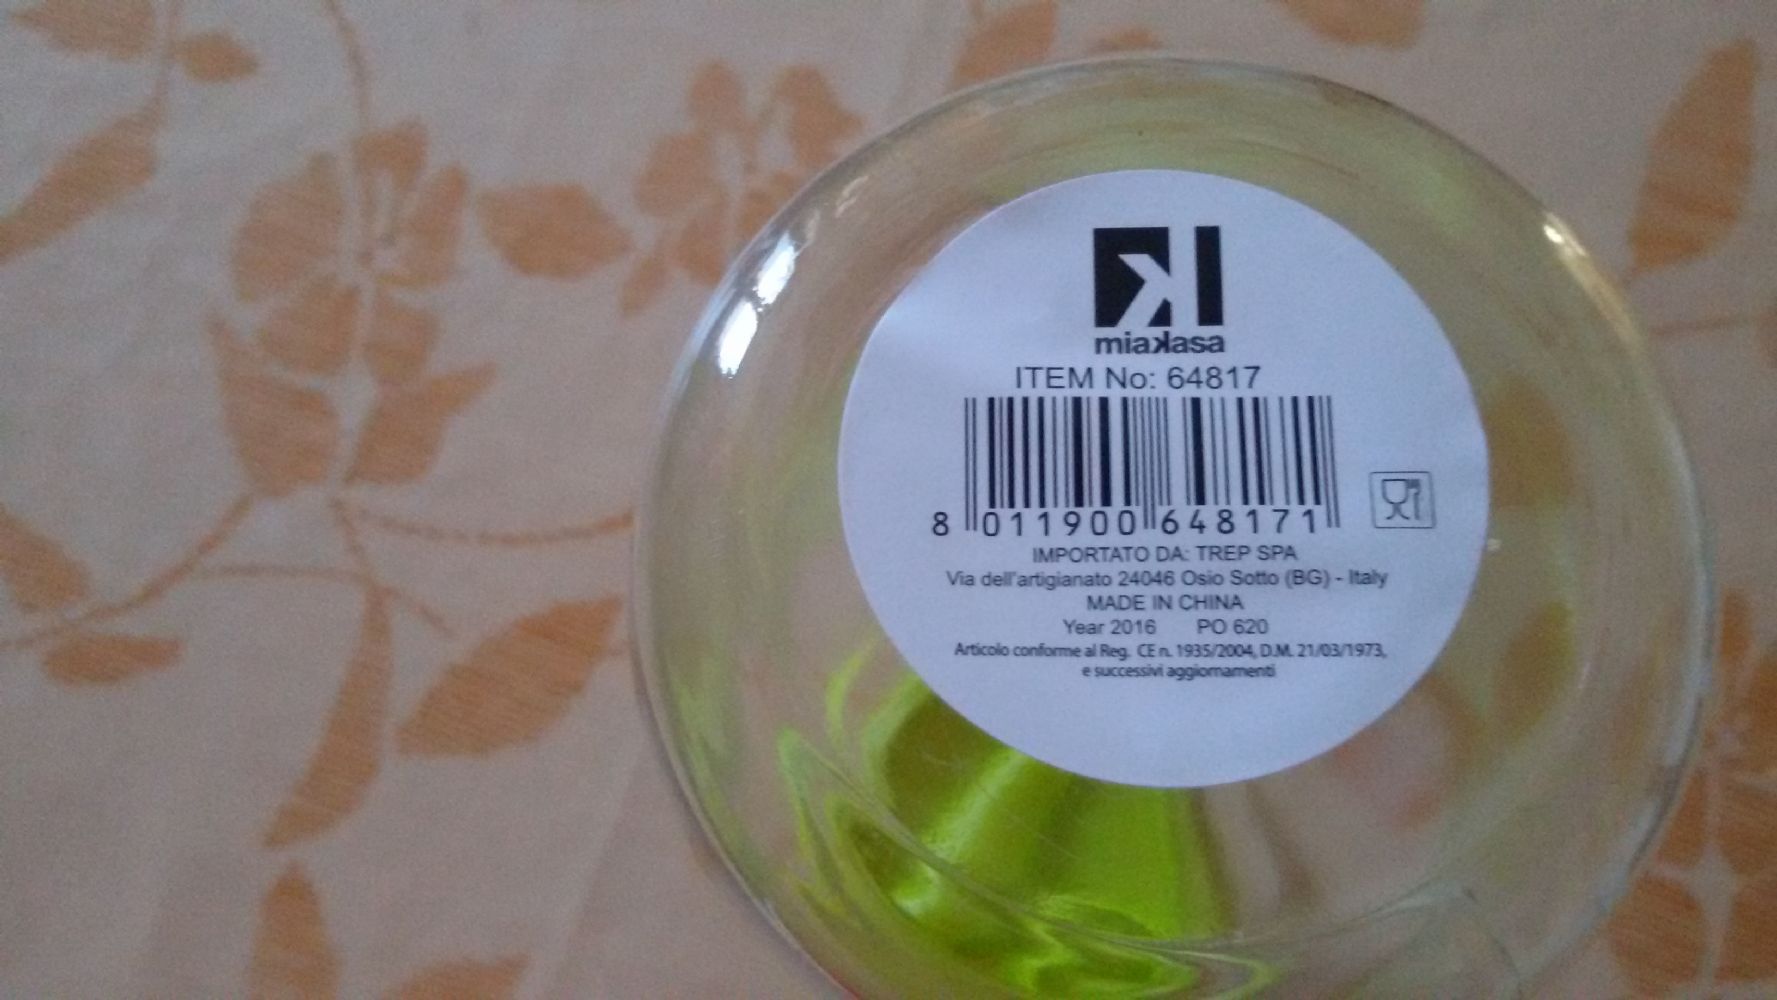 K
miakasa
ITEM No: 64817
8 011900 648171
IMPORTATO DA: TREP SPA
Via dell'artigianato 24046 Osio Sotto (BG) - Italy
MADE IN CHINA
Year 2016 PO 620
Articolo conforme al Reg. CE n. 1935/2004, D.M. 21/03/1973,
e successivi aggiornamenti